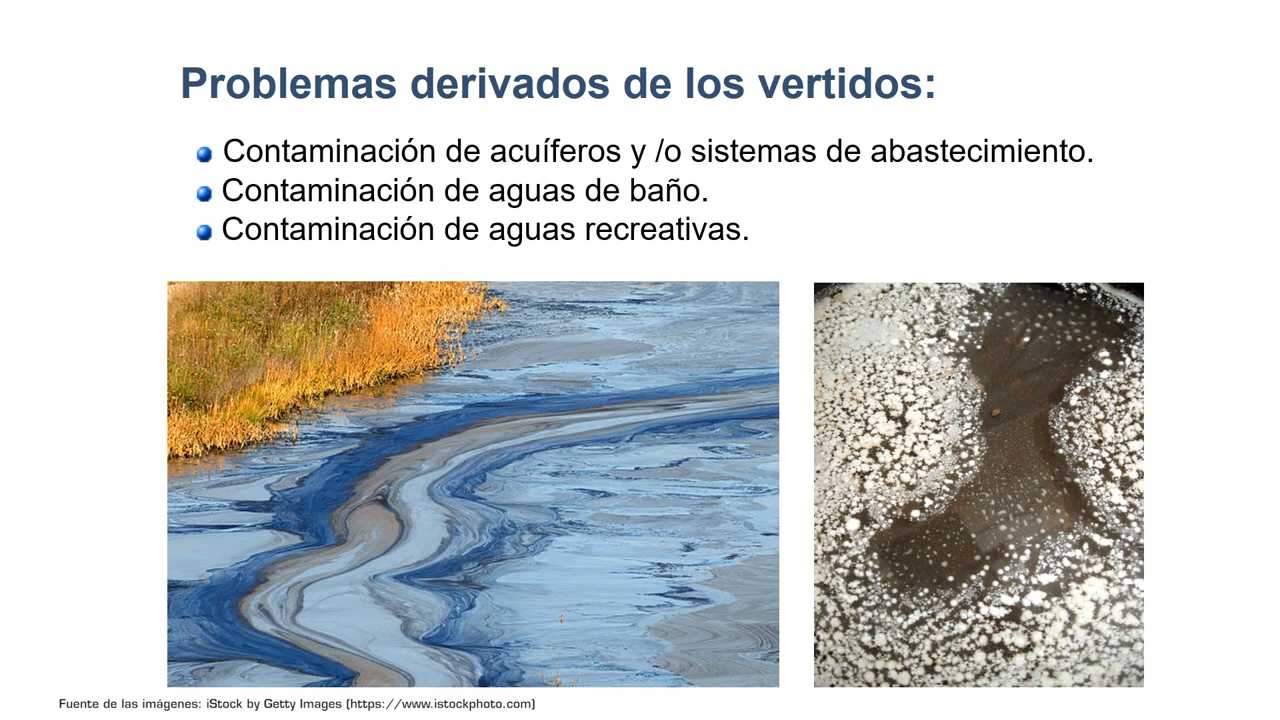 Problemas derivados de los vertidos:
Contaminación de acuíferos y /o sistemas de abastecimiento.
Contaminación de aguas de baño.
Contaminación de aguas recreativas.
Fuente de las imágenes: iStock by Getty Images (https://www.istockphoto.com)